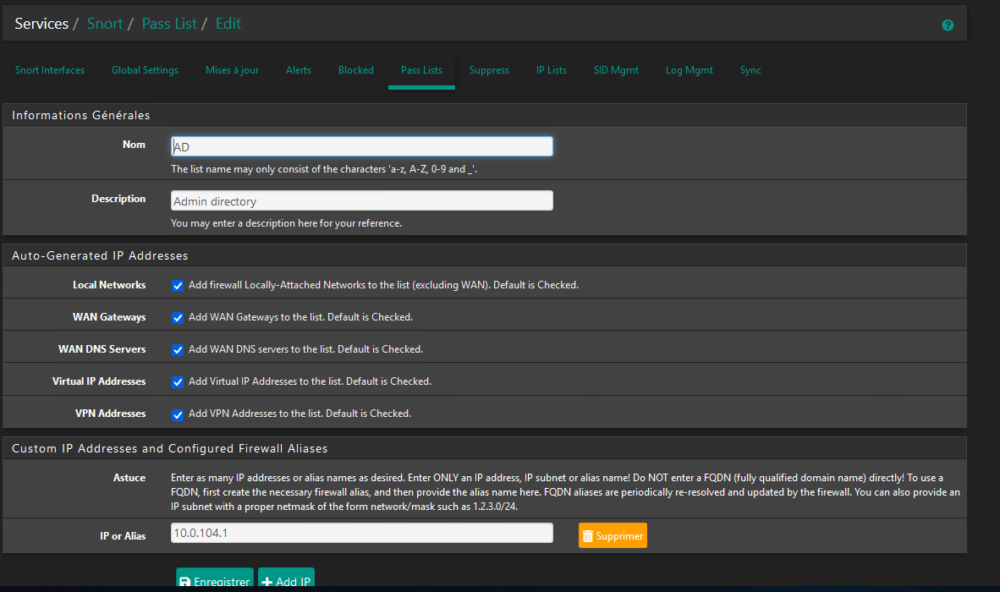 Services / Snort / Pass List / Edit
Snort Interfaces Global Settings Mises à jour Alerts Blocked Pass Lists Suppress IP Lists SID Mgmt Log Mgmt Sync
Informations Générales
Nom AD
The list name may only consist of the characters 'a-z, A-Z, 0-9 and _'.
Description Admin directory
You may enter a description here for your reference.
Auto-Generated IP Addresses
Local Networks Add firewall Locally-Attached Networks to the list (excluding WAN). Default is Checked.
WAN Gateways Add WAN Gateways to the list. Default is Checked.
WAN DNS Servers Add WAN DNS servers to the list. Default is Checked.
Virtual IP Addresses Add Virtual IP Addresses to the list. Default is Checked.
VPN Addresses Add VPN Addresses to the list. Default is Checked.
Custom IP Addresses and Configured Firewall Aliases
Astuce Enter as many IP addresses or alias names as desired. Enter ONLY an IP address, IP subnet or alias name! Do NOT enter a FQDN (fully qualified domain name) directly! To use a
FQDN, first create the necessary firewall alias, and then provide the alias name here. FQDN aliases are periodically re-resolved and updated by the firewall. You can also provide an
IP subnet with a proper netmask of the form network/mask such as 1.2.3.0/24.
IP or Alias 10.0.104.1 Supprimer
Enregistrer Add IP